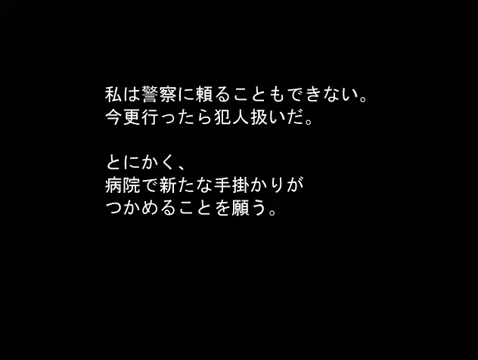 私は警察に頼ることもできない。
今更行ったら犯人扱いだ。
とにかく、
病院で新たな手掛かりが
つかめることを願う。